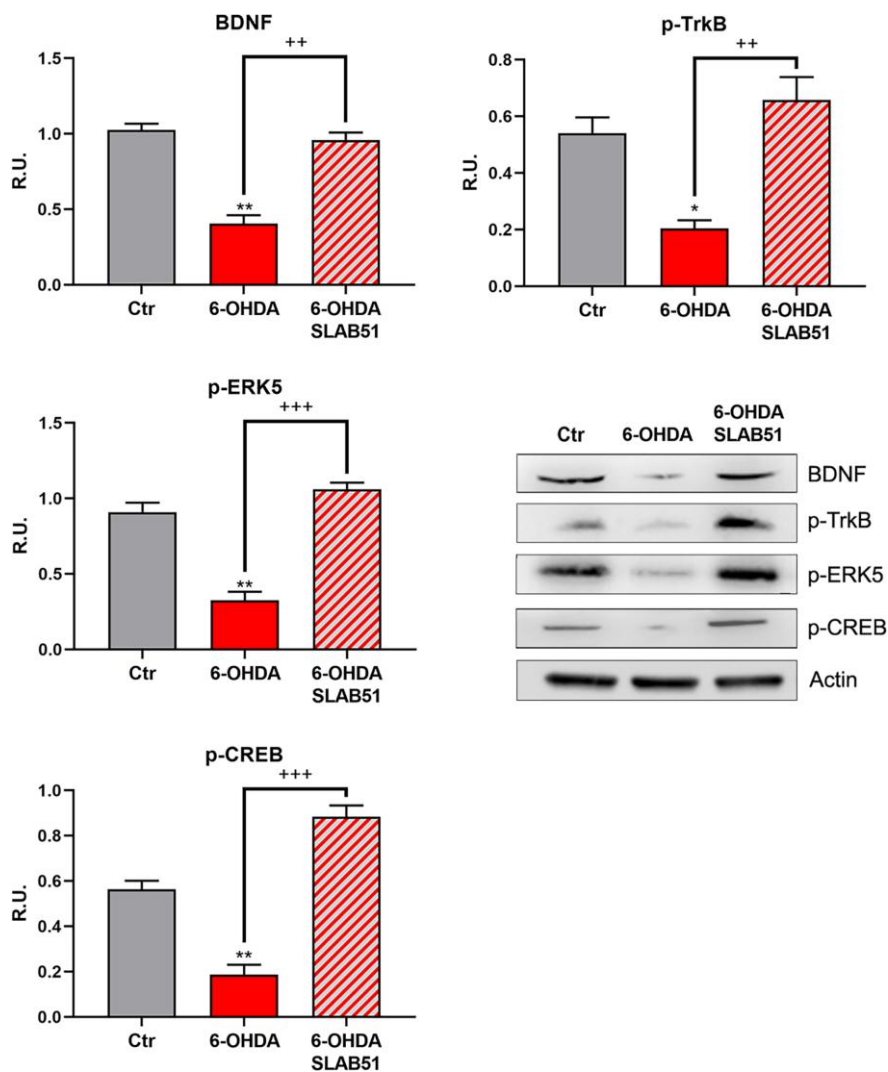 BDNF
++
R.U.
1.5
1.0
0.5
0.0
**
Ctr
6-OHDA
6-OHDA
SLAB51
p-TrkB
++
R.U.
0.8
0.6
0.4
0.2
0.0
*
Ctr
6-OHDA
6-OHDA
SLAB51
p-ERK5
+++
R.U.
1.5
1.0
0.5
0.0
**
Ctr
6-OHDA
6-OHDA
SLAB51
Ctr
6-OHDA
6-OHDA
SLAB51
BDNF
p-TrkB
p-ERK5
p-CREB
Actin
p-CREB
+++
R.U.
1.0
0.8
0.6
0.4
0.2
0.0
**
Ctr
6-OHDA
6-OHDA
SLAB51